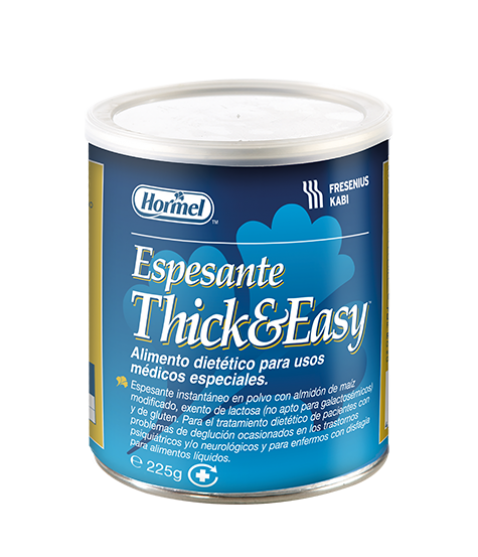 Hormel
TM
FRESENIUS
KABI
Espesante
Thick&Easy
Alimento dietético para usos
médicos especiales.
Espesante instantáneo en polvo con almidón de maíz
modificado, exento de lactosa (no apto para galactosémicos)
y de gluten. Para el tratamiento dietético de pacientes con
problemas de deglución ocasionados en los trastornos
psiquiátricos y/o neurológicos y para enfermos con disfagia
para alimentos líquidos.
e 225g